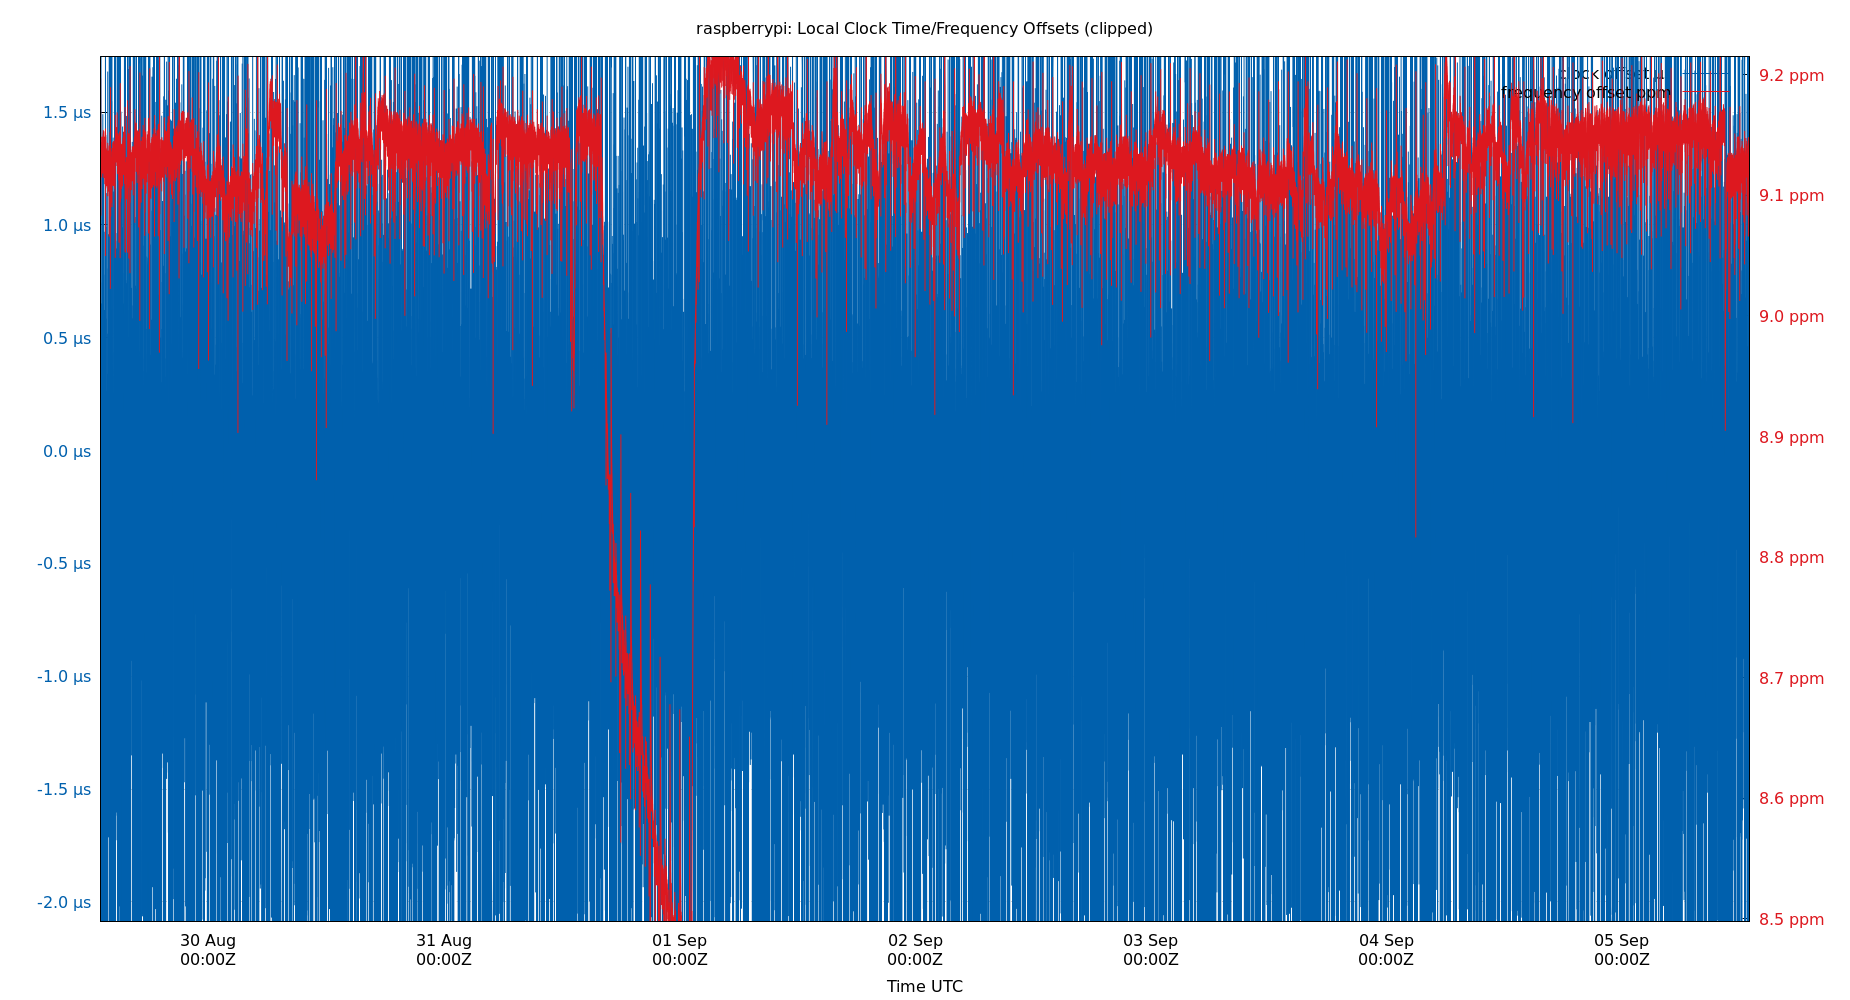 raspberrypi: Local Clock Time/Frequency Offsets (clipped)
clock offset μ
frequency offset ppm
1.5 μs
1.0 μs
0.5 μs
0.0 μs
-0.5 μs
-1.0 μs
-1.5 μs
-2.0 μs
9.2 ppm
9.1 ppm
9.0 ppm
8.9 ppm
8.8 ppm
8.7 ppm
8.6 ppm
8.5 ppm
30 Aug
00:00Z
31 Aug
00:00Z
01 Sep
00:00Z
02 Sep
00:00Z
03 Sep
00:00Z
04 Sep
00:00Z
05 Sep
00:00Z
Time UTC